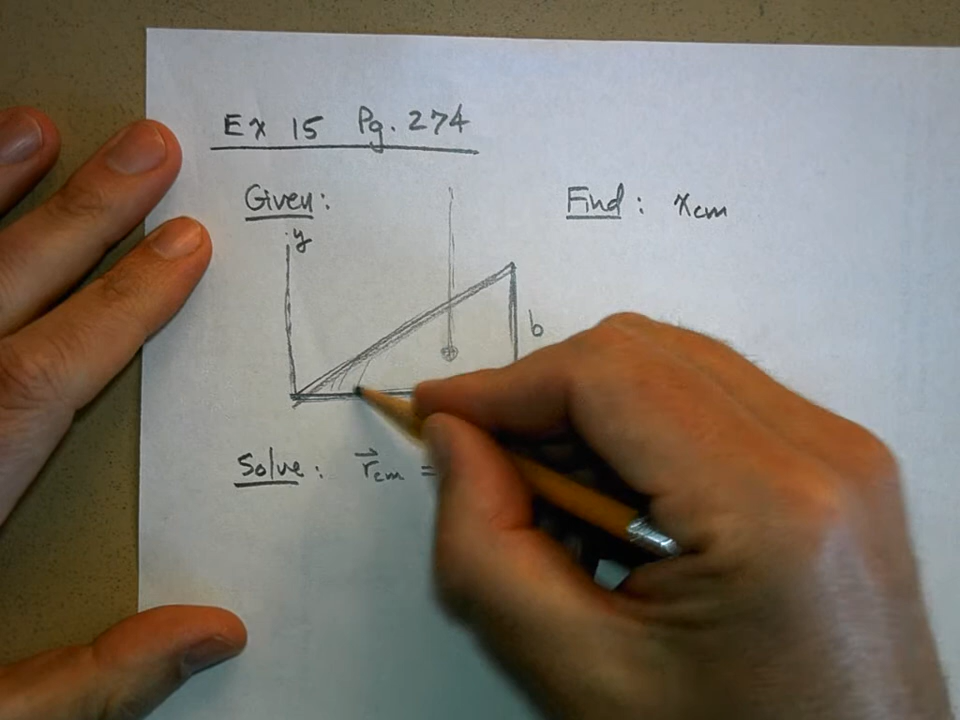 Ex 15 Pg. 274
Given: Find: xcm
y
b
Solve: r⃗cm =